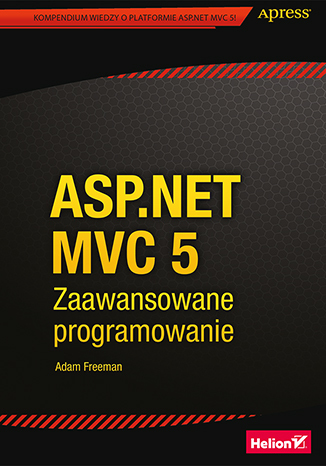 KOMPENDIUM WIEDZY O PLATFORMIE ASP.NET MVC 5!
Apress®
ASP.NET
MVC 5
Zaawansowane
programowanie
Adam Freeman
Helion